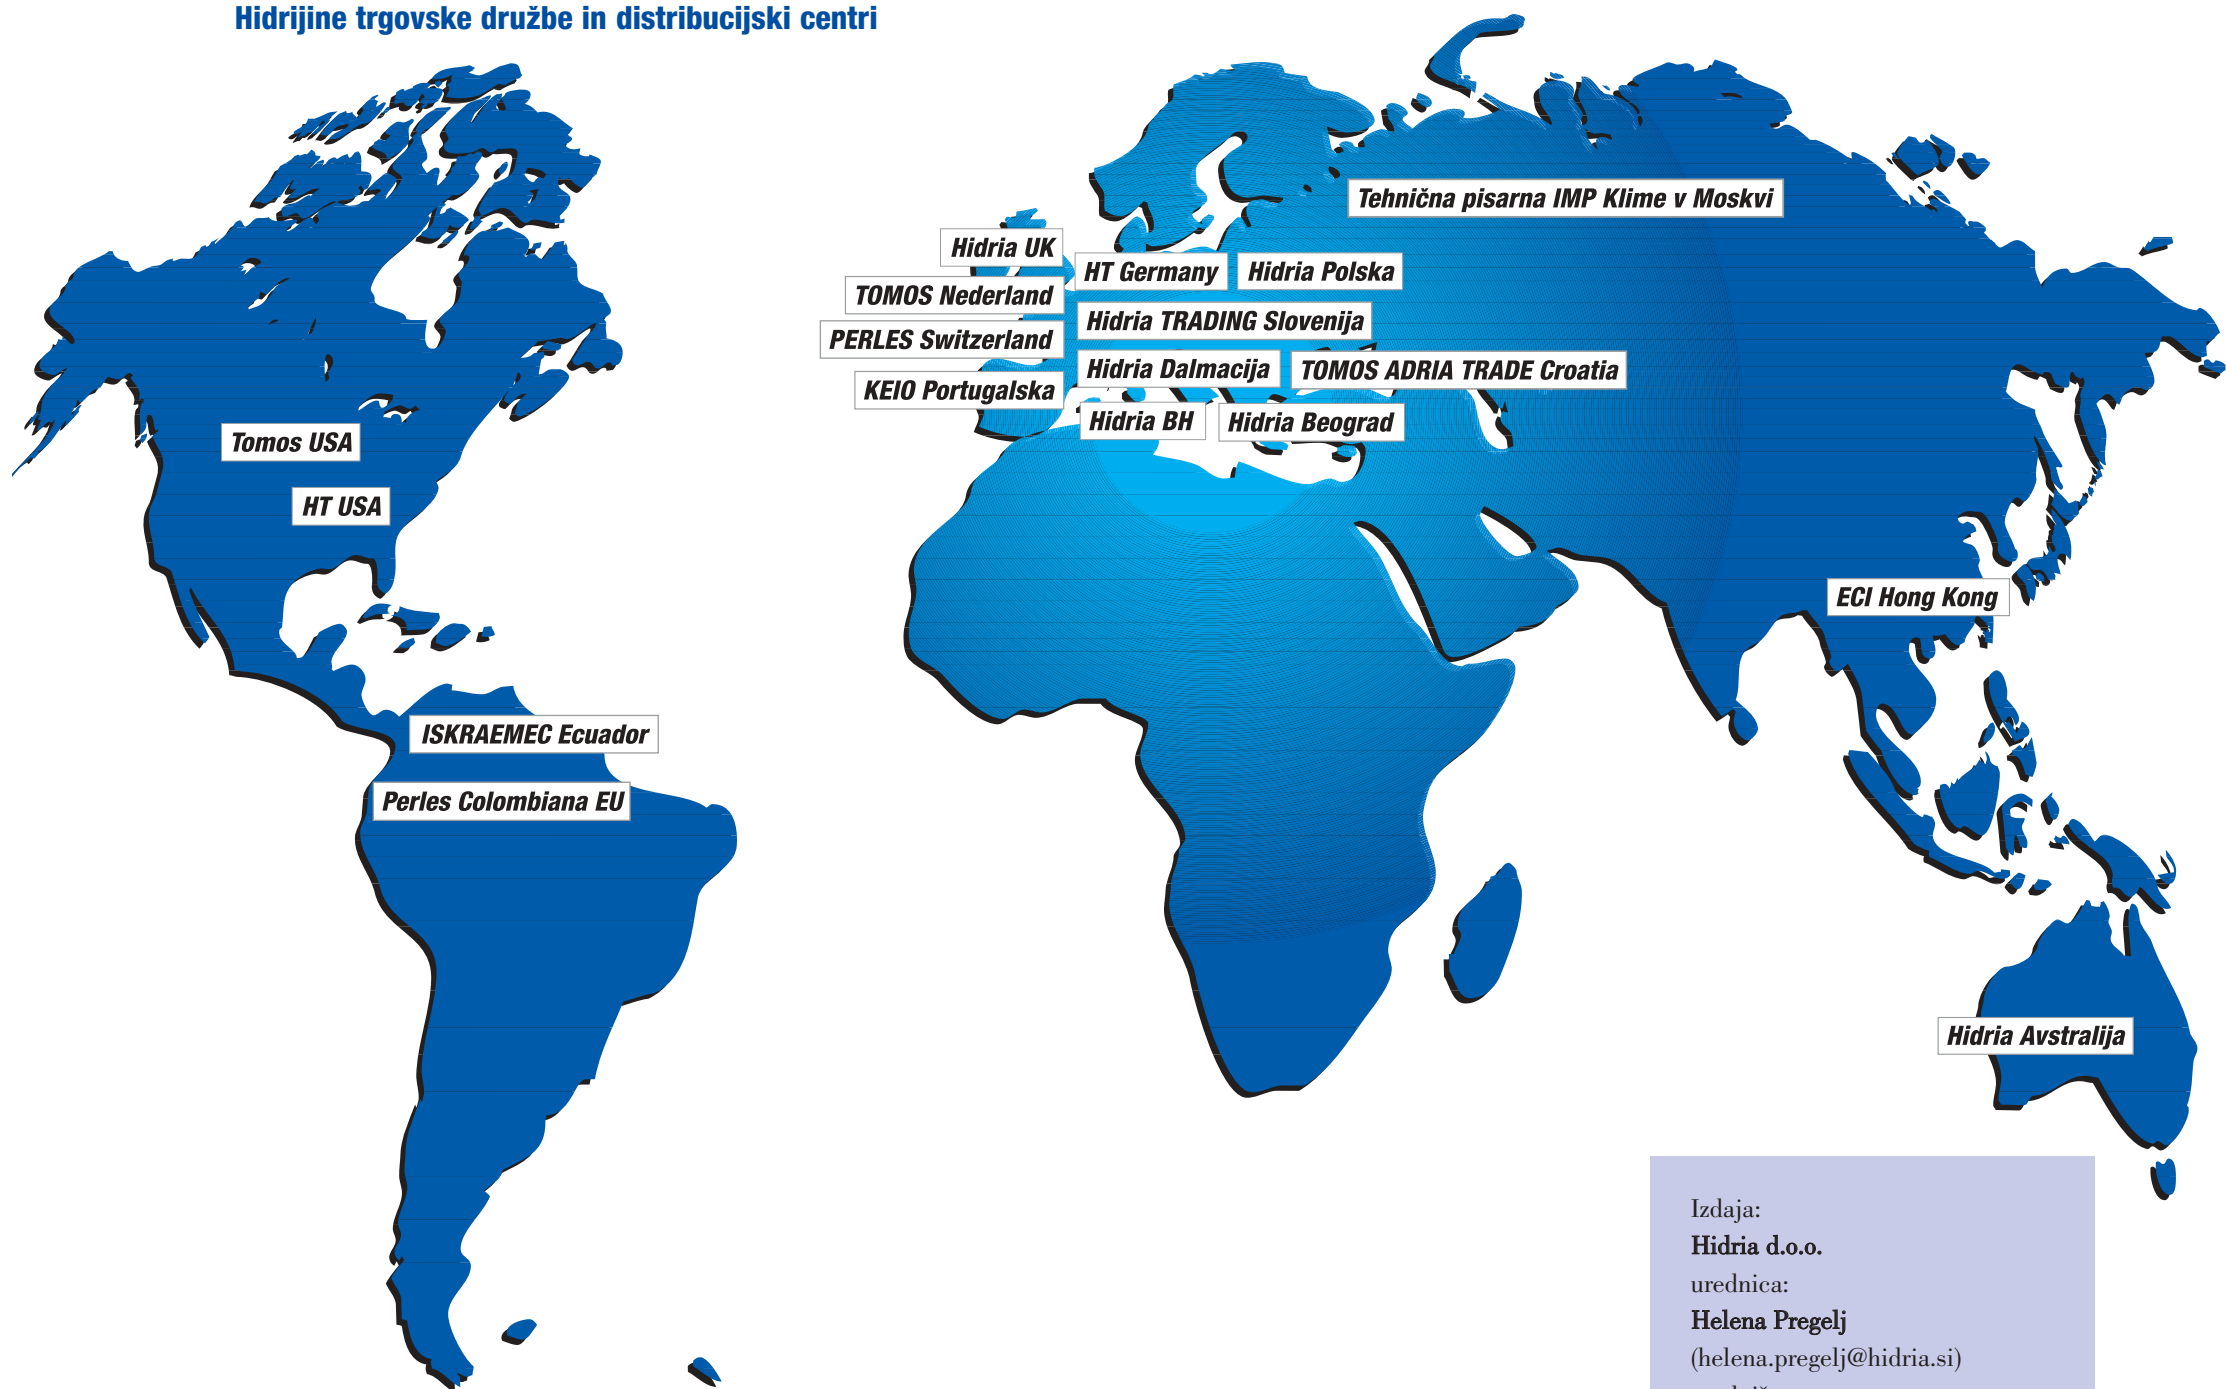 Hidrijine trgovske družbe in distribucijski centri
Tehnična pisarna IMP Klime v Moskvi
Hidria UK
HT Germany
Hidria Polska
TOMOS Nederland
Hidria TRADING Slovenija
PERLES Switzerland
Hidria Dalmacija
TOMOS ADRIA TRADE Croatia
KEIO Portugalska
Hidria BH
Hidria Beograd
Tomos USA
HT USA
ECI Hong Kong
ISKRAEMEC Ecuador
Perles Colombiana EU
Hidria Avstralija
Izdaja:
Hidria d.o.o.
urednica:
Helena Pregelj
(helena.pregelj@hidria.si)